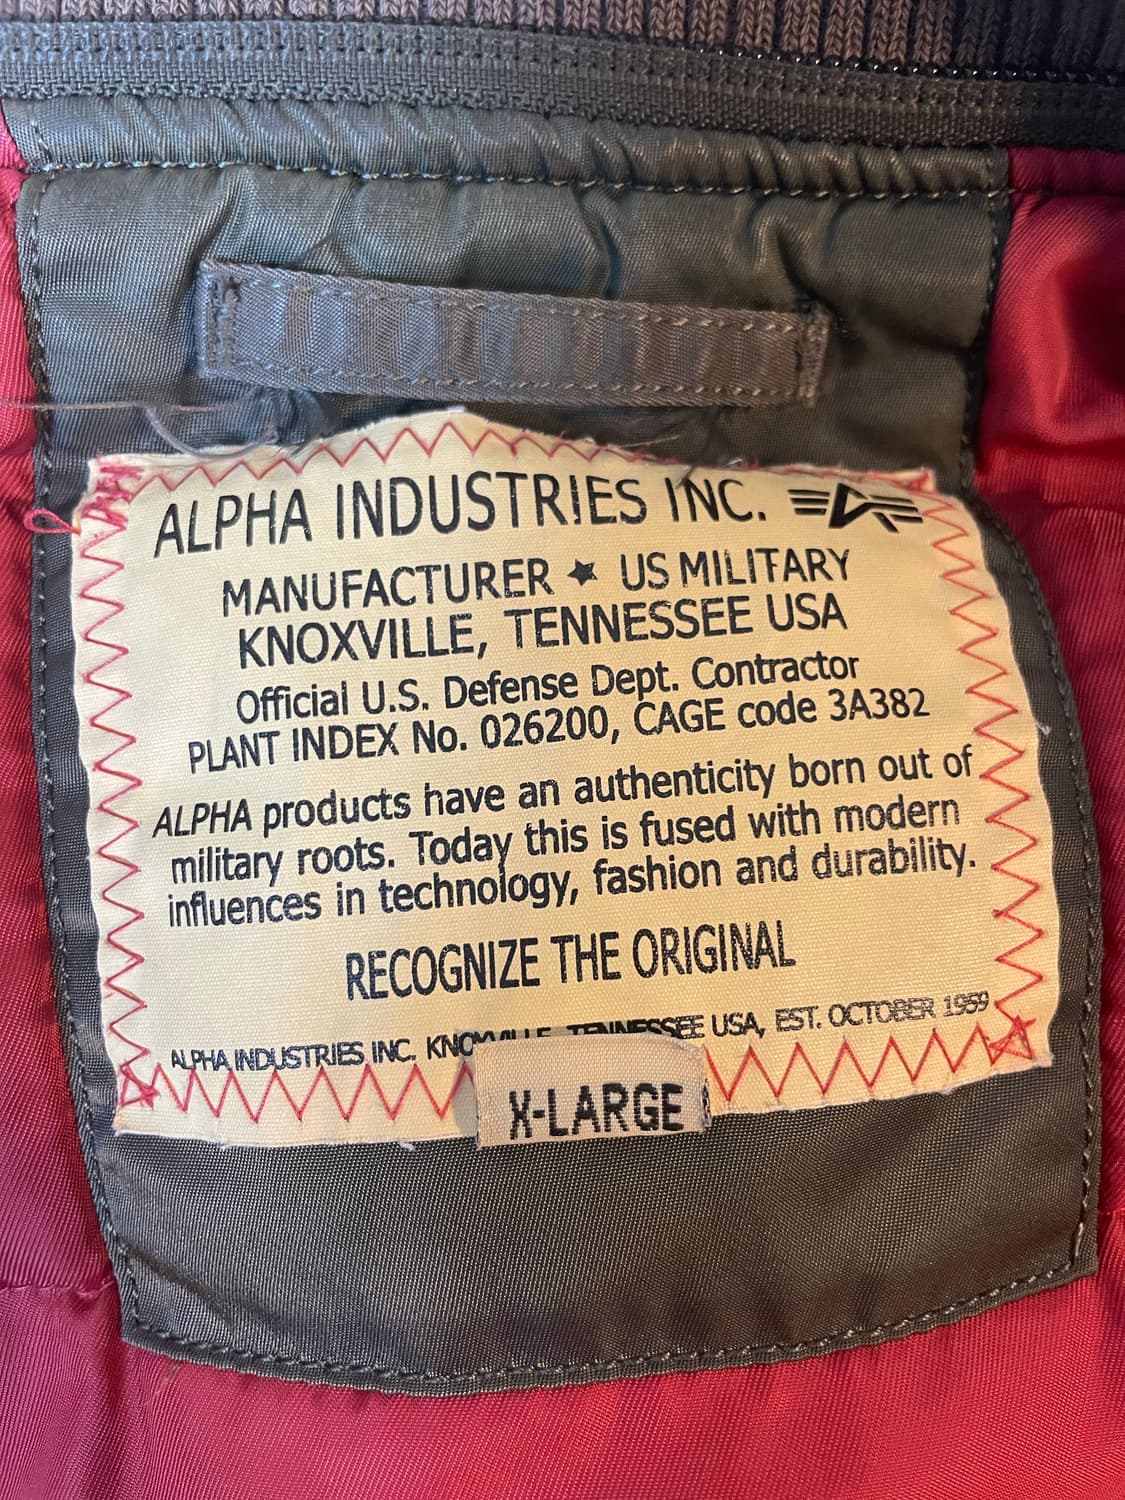 ALPHA INDUSTRIES INC.
MANUFACTURER ★ US MILITARY
KNOXVILLE, TENNESSEE USA
Official U.S. Defense Dept. Contractor
PLANT INDEX No. 026200, CAGE code 3A382
ALPHA products have an authenticity born out of
military roots. Today this is fused with modern
influences in technology, fashion and durability.
RECOGNIZE THE ORIGINAL
ALPHA INDUSTRIES INC. KNOXVILLE TENNESSEE USA, EST. OCTOBER 1959
X-LARGE